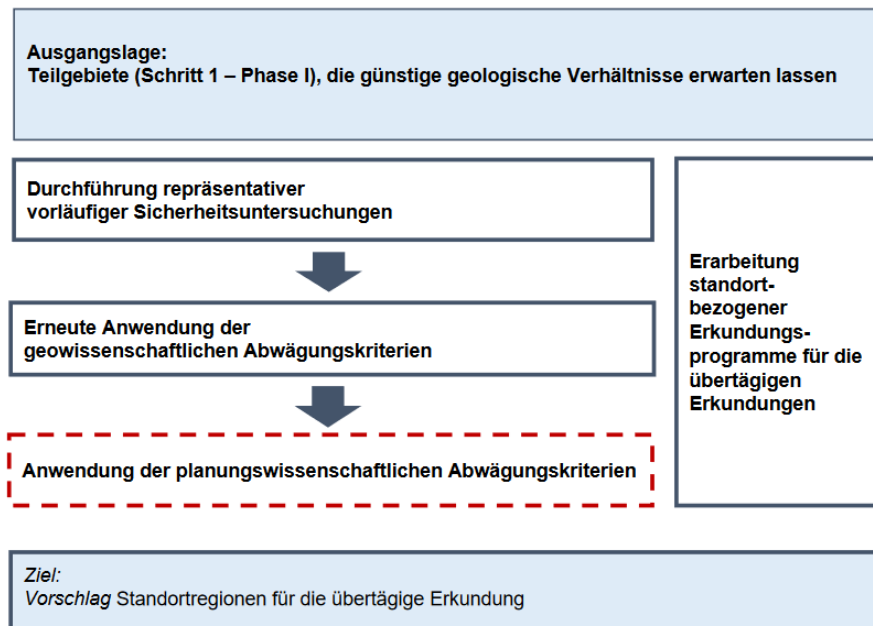 Ausgangslage:
Teilgebiete (Schritt 1 – Phase I), die günstige geologische Verhältnisse erwarten lassen
Durchführung repräsentativer
vorläufiger Sicherheitsuntersuchungen
Erneute Anwendung der
geowissenschaftlichen Abwägungskriterien
Anwendung der planungswissenschaftlichen Abwägungskriterien
Erarbeitung
standort-
bezogener
Erkundungs-
programme für die
übertägigen
Erkundungen
Ziel:
Vorschlag Standortregionen für die übertägige Erkundung